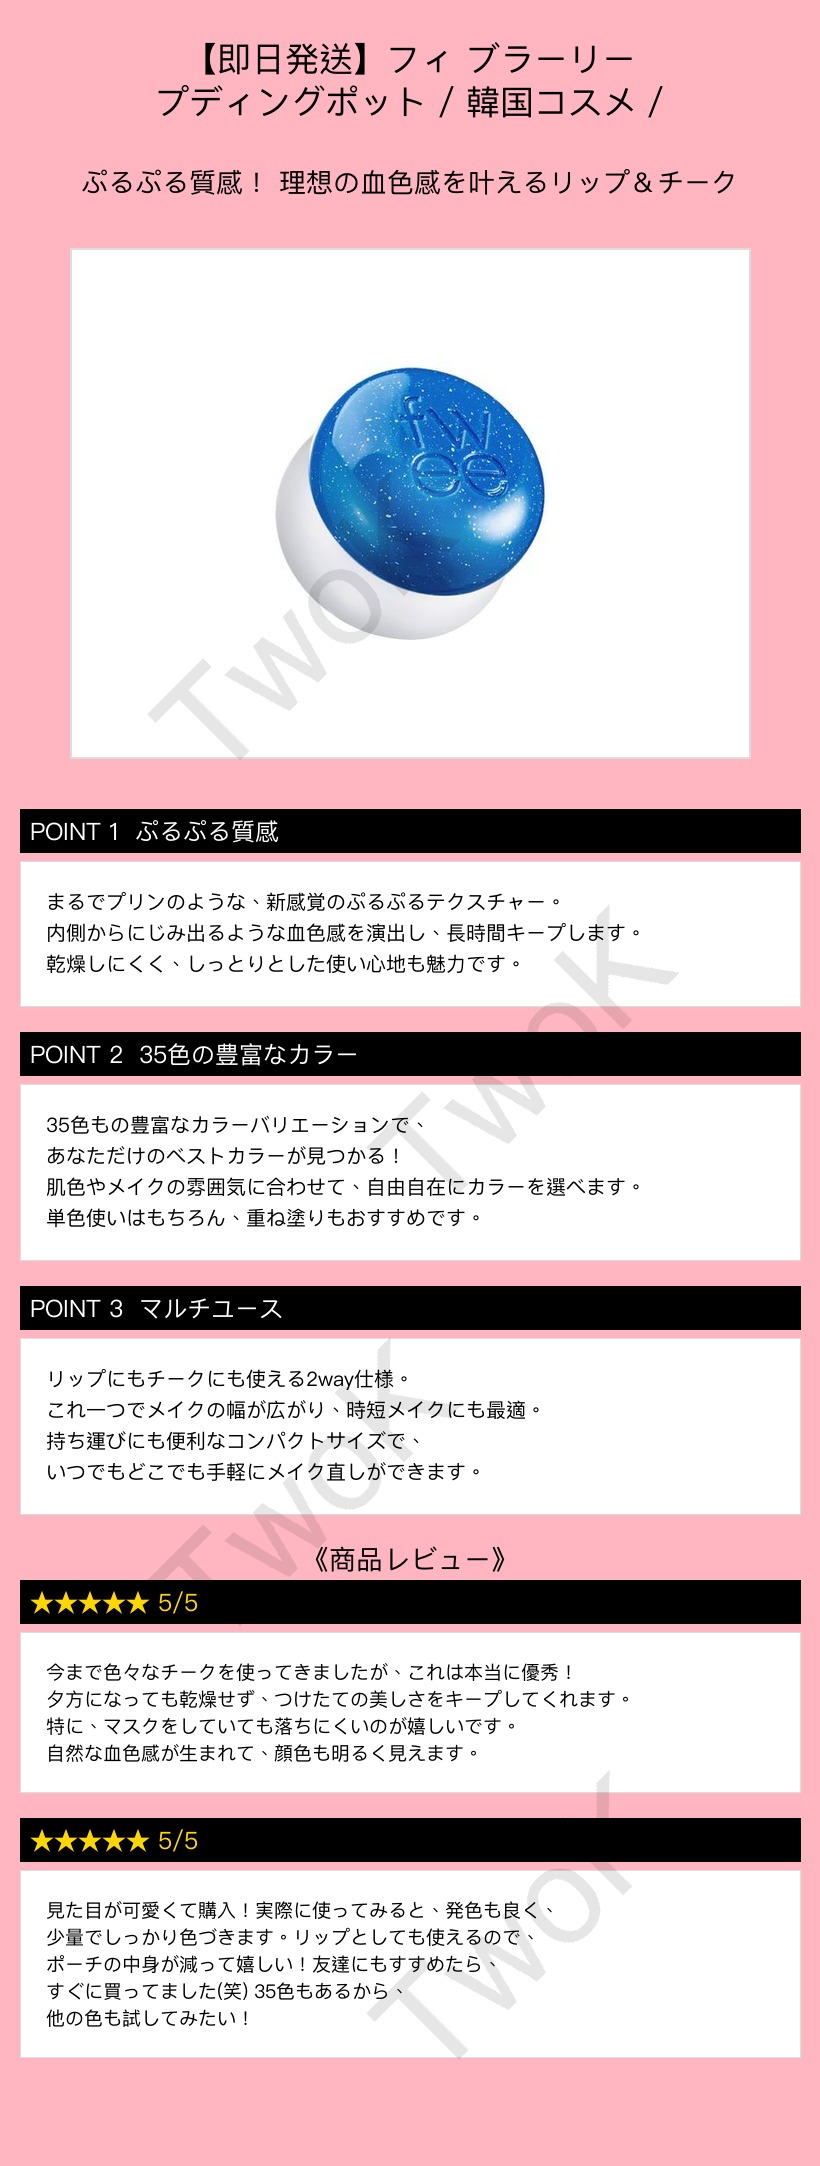 【即日発送】フィ ブラーリー
プディングポット / 韓国コスメ /
ぷるぷる質感！ 理想の血色感を叶えるリップ＆チーク
fw
ee
Twok
POINT 1 ぷるぷる質感
まるでプリンのような、新感覚のぷるぷるテクスチャー。
内側からにじみ出るような血色感を演出し、長時間キープします。
乾燥しにくく、しっとりとした使い心地も魅力です。
TwoK
POINT 2 35色の豊富なカラー
35色もの豊富なカラーバリエーションで、
あなただけのベストカラーが見つかる！
肌色やメイクの雰囲気に合わせて、自由自在にカラーを選べます。
単色使いはもちろん、重ね塗りもおすすめです。
POINT 3 マルチユース
リップにもチークにも使える2way仕様。
これ一つでメイクの幅が広がり、時短メイクにも最適。
持ち運びにも便利なコンパクトサイズで、
いつでもどこでも手軽にメイク直しができます。
TwoK
《商品レビュー》
★★★★★ 5/5
今まで色々なチークを使ってきましたが、これは本当に優秀！
夕方になっても乾燥せず、つけたての美しさをキープしてくれます。
特に、マスクをしていても落ちにくいのが嬉しいです。
自然な血色感が生まれて、顔色も明るく見えます。
★★★★★ 5/5
見た目が可愛くて購入！実際に使ってみると、発色も良く、
少量でしっかり色づきます。リップとしても使えるので、
ポーチの中身が減って嬉しい！友達にもすすめたら、
すぐに買ってました(笑) 35色もあるから、
他の色も試してみたい！
TwoK